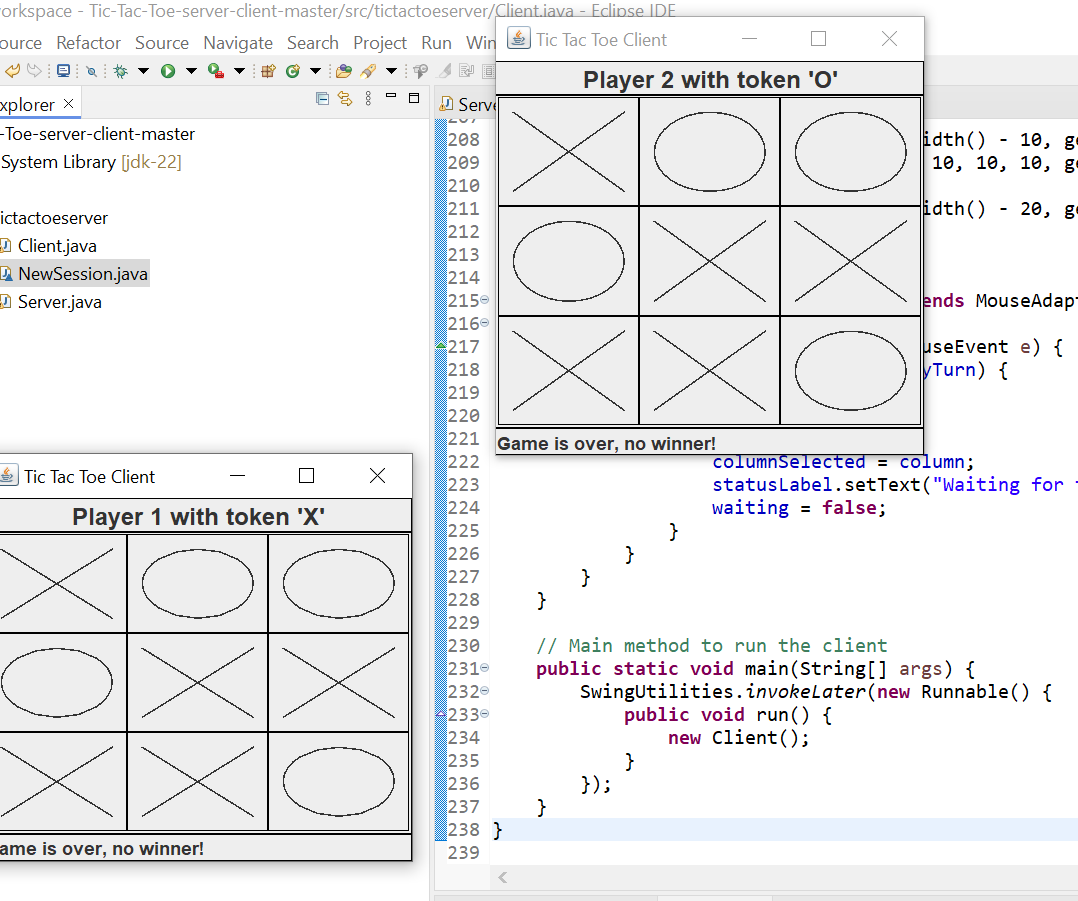 orkspace - Tic-Tac-Toe-server-client-master/src/tictactoeserver/Client.java - Eclipse IDE
ource Refactor Source Navigate Search Project Run Win
xplorer
-Toe-server-client-master
System Library [jdk-22]
ictactoeserver
Client.java
NewSession.java
Server.java
Serve
Tic Tac Toe Client
Player 2 with token 'O'
Game is over, no winner!
Tic Tac Toe Client
Player 1 with token 'X'
ame is over, no winner!
207
208 idth() - 10, ge
209 10, 10, 10, ge
210
211 idth() - 20, ge
212
213
214
215 ends MouseAdapt
216
217 useEvent e) {
218 yTurn) {
219
220
221
222 columnSelected = column;
223 statusLabel.setText("Waiting for t
224 waiting = false;
225 }
226 }
227 }
228 }
229
230 // Main method to run the client
231 public static void main(String[] args) {
232 SwingUtilities.invokeLater(new Runnable() {
233 public void run() {
234 new Client();
235 }
236 });
237 }
238 }
239